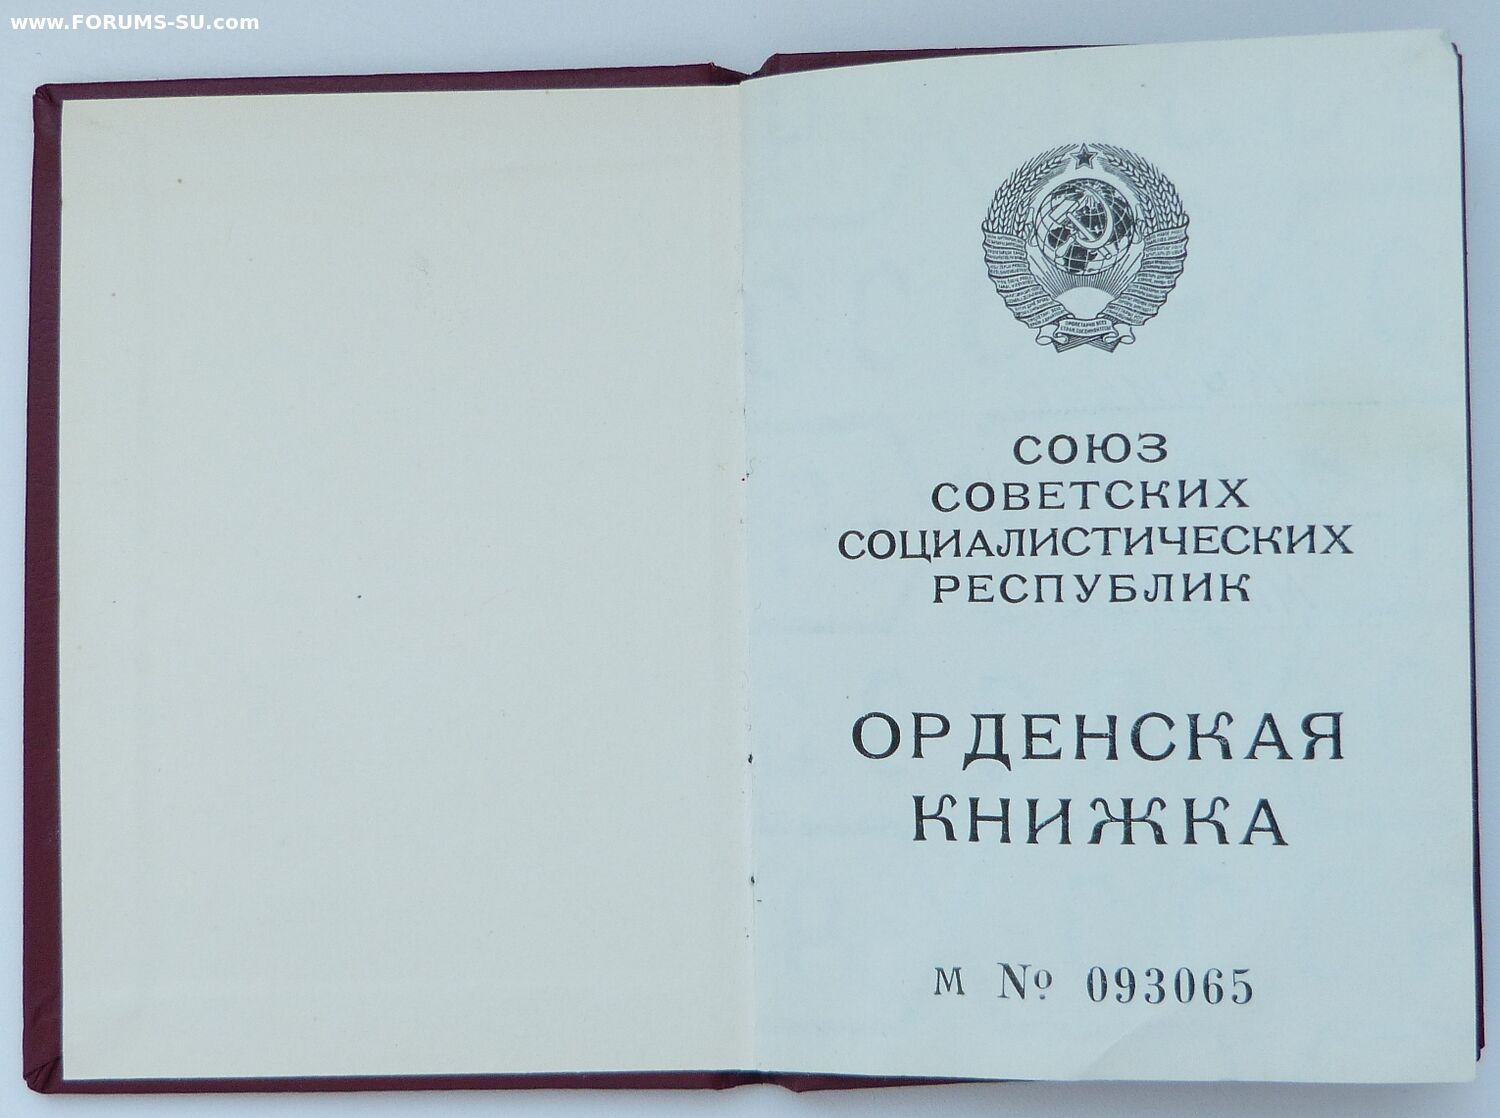 www.FORUMS-SU.com
СОЮЗ
СОВЕТСКИХ
СОЦИАЛИСТИЧЕСКИХ
РЕСПУБЛИК
ОРДЕНСКАЯ
КНИЖКА
М № 093065